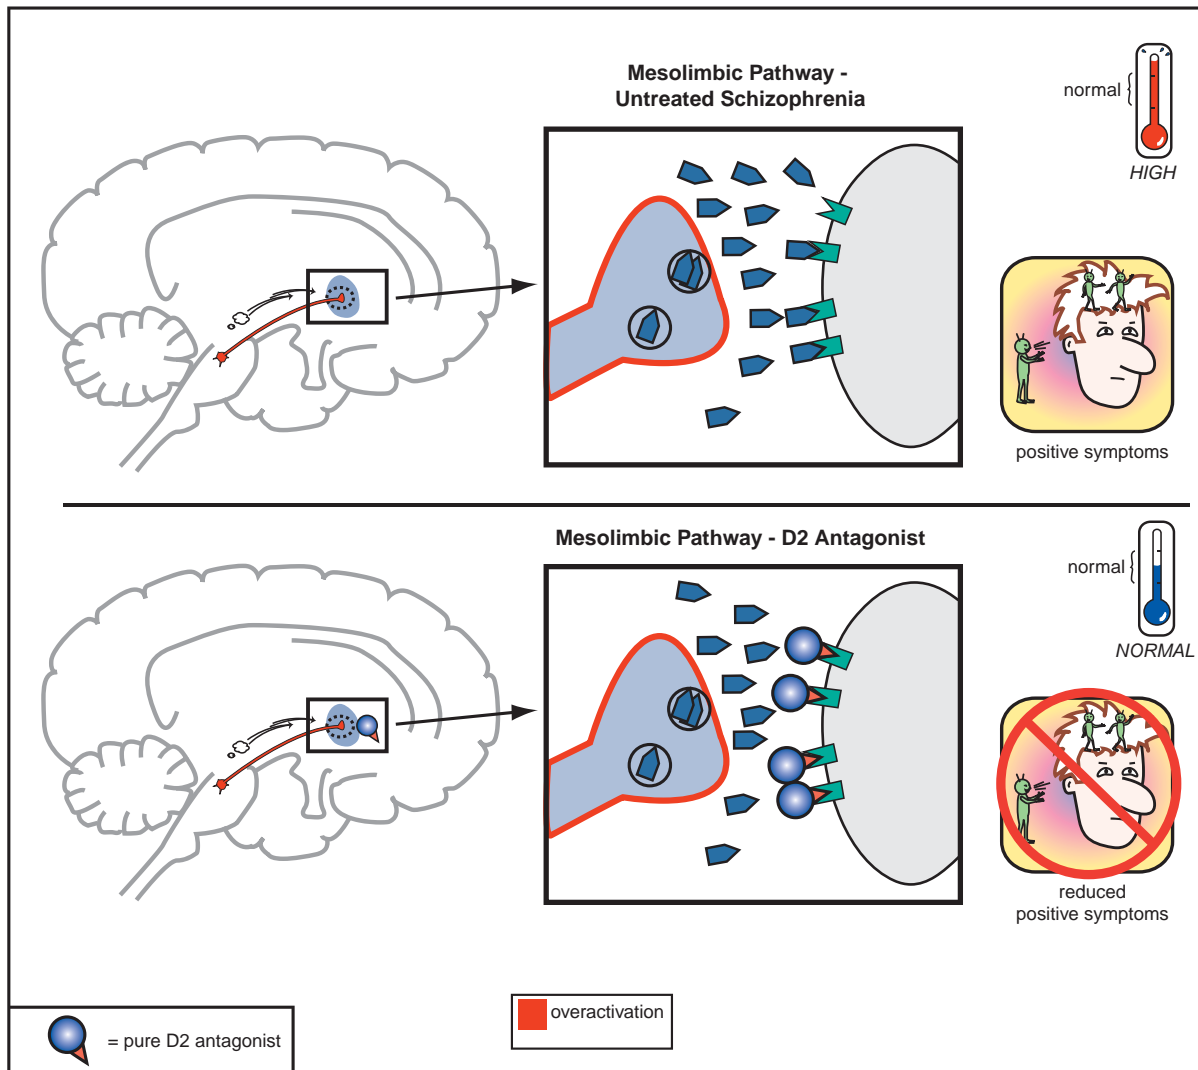 Mesolimbic Pathway -
Untreated Schizophrenia
normal
HIGH
positive symptoms
Mesolimbic Pathway - D2 Antagonist
normal
NORMAL
reduced
positive symptoms
overactivation
= pure D2 antagonist